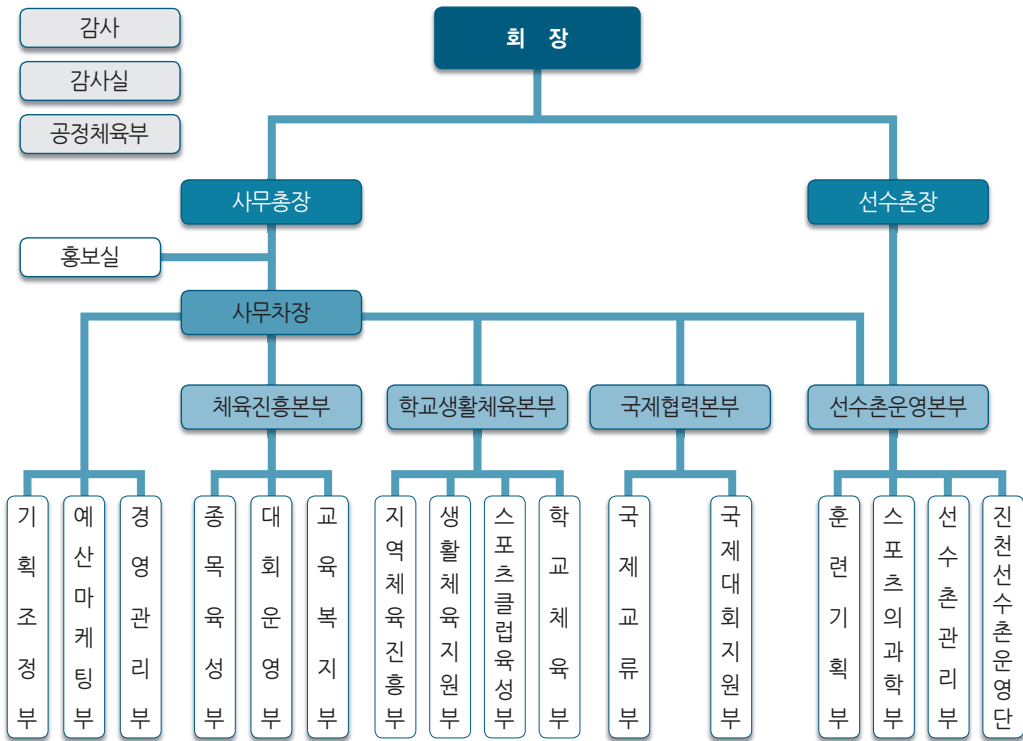 감사
회 장
감사실
공정체육부
사무총장
선수촌장
홍보실
사무차장
체육진흥본부
학교생활체육본부
국제협력본부
선수촌운영본부
기획조정부
예산마케팅부
경영관리부
종목육성부
대회운영부
교육복지부
지역체육진흥부
생활체육지원부
스포츠클럽육성부
학교체육부
국제교류부
국제대회지원부
훈련기획부
스포츠의과학부
선수촌관리부
진천선수촌운영단